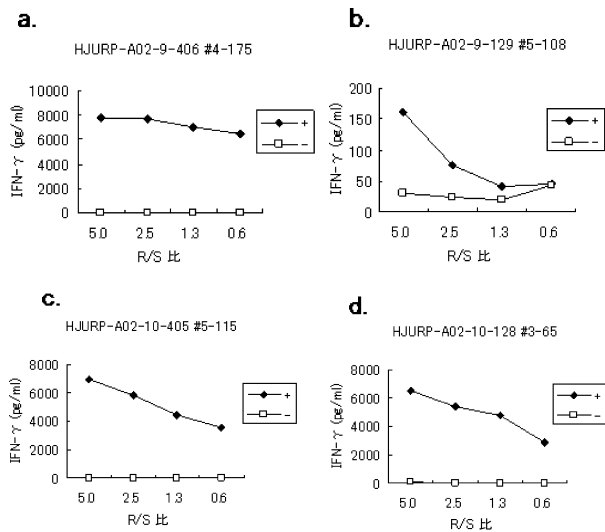 a.
HJURP-A02-9-406 #4-175
IFN-γ (pg/ml)
10000
8000
6000
4000
2000
0
5.0 2.5 1.3 0.6
R/S 比
+
−
b.
HJURP-A02-9-129 #5-108
IFN-γ (pg/ml)
200
150
100
50
0
5.0 2.5 1.3 0.6
R/S 比
+
−
c.
HJURP-A02-10-405 #5-115
IFN-γ (pg/ml)
8000
6000
4000
2000
0
5.0 2.5 1.3 0.6
R/S 比
+
−
d.
HJURP-A02-10-128 #3-65
IFN-γ (pg/ml)
8000
6000
4000
2000
0
5.0 2.5 1.3 0.6
R/S 比
+
−